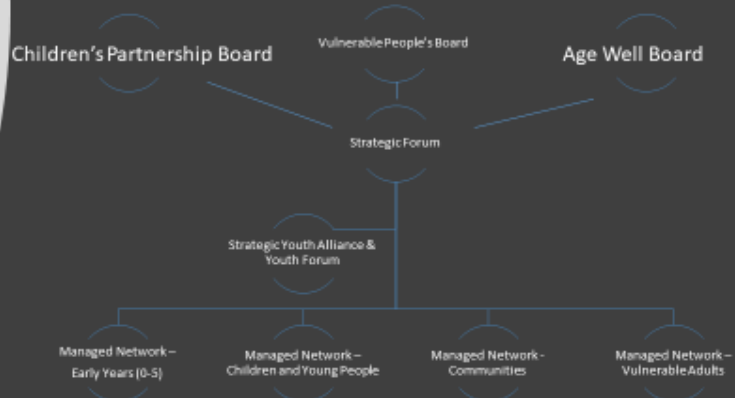 Children's Partnership Board
Vulnerable People's Board
Age Well Board
Strategic Forum
Strategic Youth Alliance &
Youth Forum
Managed Network –
Early Years (0-5)
Managed Network –
Children and Young People
Managed Network -
Communities
Managed Network –
Vulnerable Adults